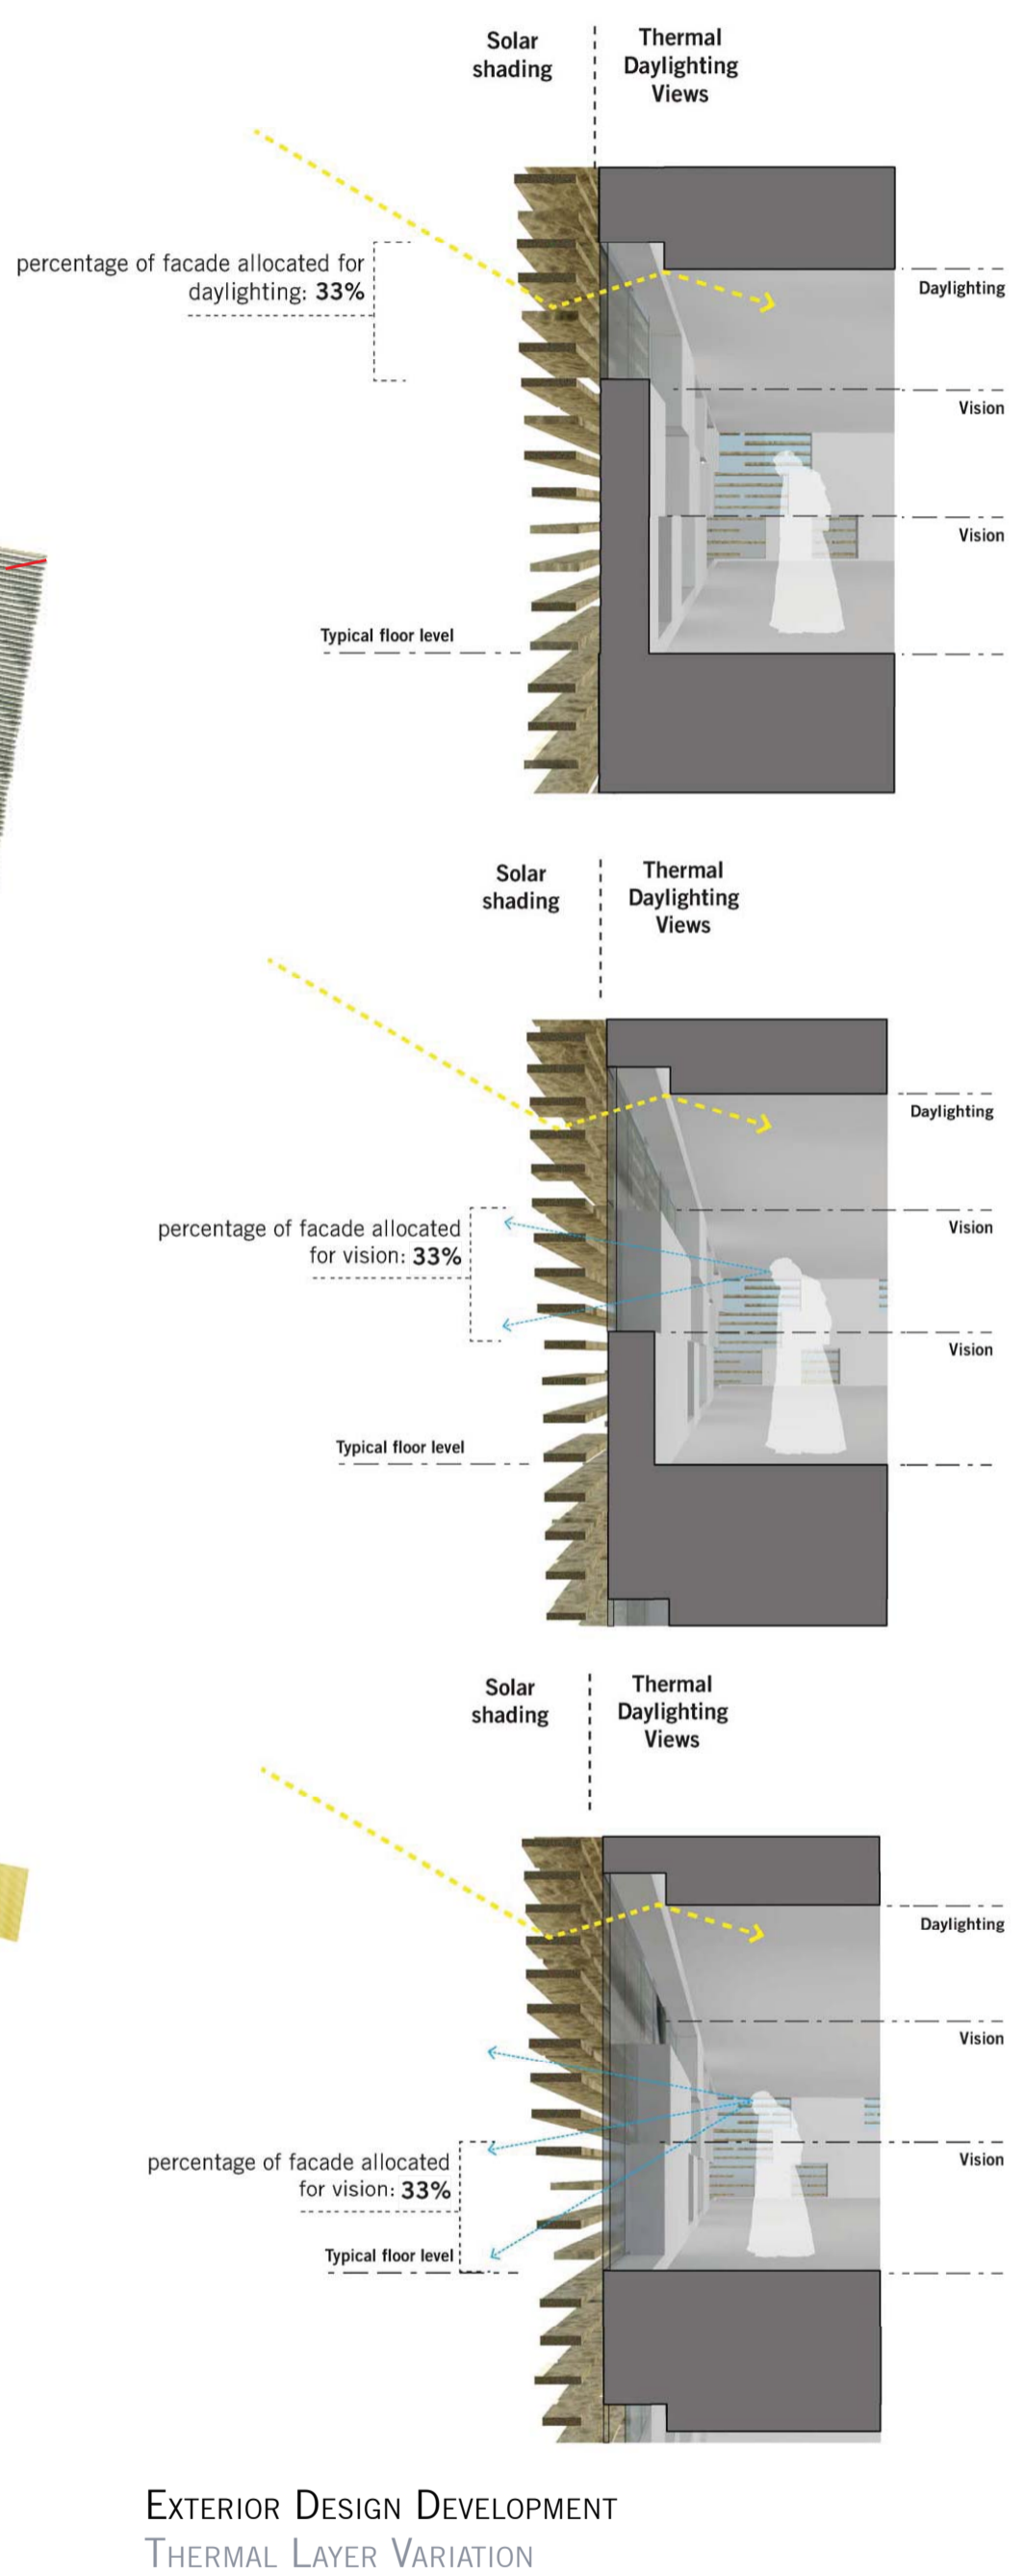 Solar
shading
Thermal
Daylighting
Views
percentage of facade allocated for
daylighting: 33%
Daylighting
Vision
Vision
Typical floor level
Solar
shading
Thermal
Daylighting
Views
Daylighting
percentage of facade allocated
for vision: 33%
Vision
Vision
Typical floor level
Solar
shading
Thermal
Daylighting
Views
Daylighting
Vision
percentage of facade allocated
for vision: 33%
Vision
Typical floor level
EXTERIOR DESIGN DEVELOPMENT
THERMAL LAYER VARIATION